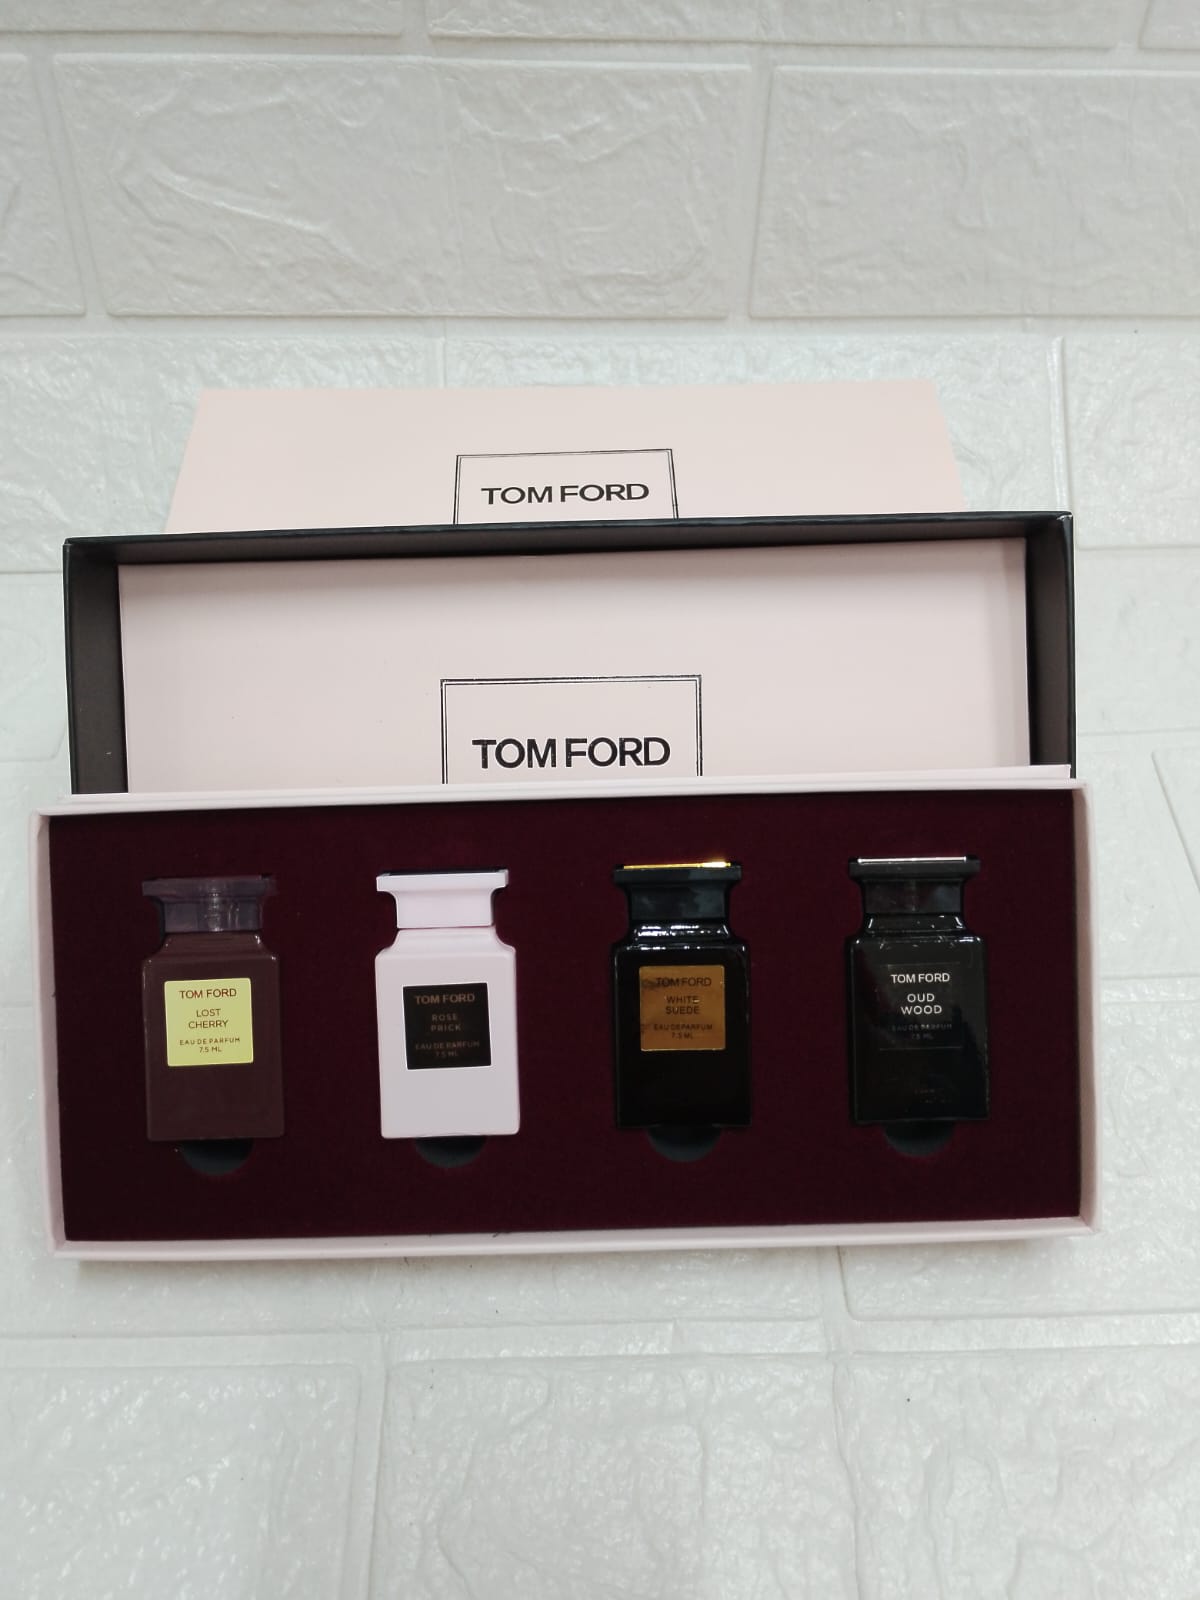 TOM FORD
TOM FORD
TOM FORD
LOST
CHERRY
EAU DE PARFUM
7.5 ML
TOM FORD
ROSE
PRICK
EAU DE PARFUM
7.5 ML
TOM FORD
WHITE
SUEDE
EAU DE PARFUM
7.5 ML
TOM FORD
OUD
WOOD
EAU DE PARFUM
7.5 ML